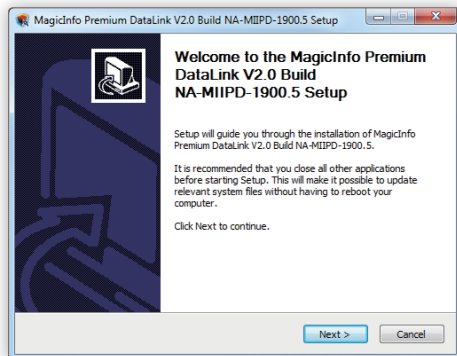 MagicInfo Premium DataLink V2.0 Build NA-MIIPD-1900.5 Setup
Welcome to the MagicInfo Premium
DataLink V2.0 Build
NA-MIIPD-1900.5 Setup
Setup will guide you through the installation of MagicInfo
Premium DataLink V2.0 Build NA-MIIPD-1900.5.
It is recommended that you close all other applications
before starting Setup. This will make it possible to update
relevant system files without having to reboot your
computer.
Click Next to continue.
Next >
Cancel